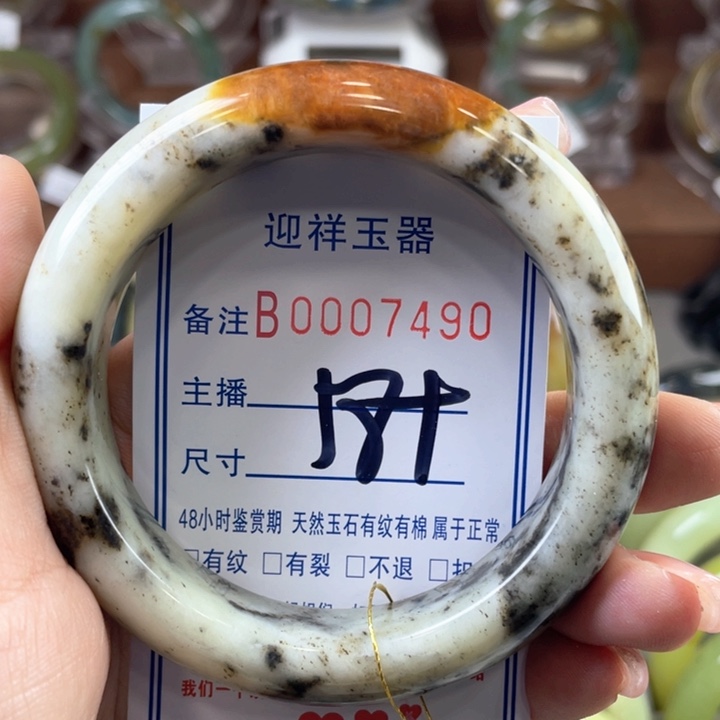 迎祥玉器
备注B0007490
主播
尺寸
48小时鉴赏期 天然玉石有纹有棉属于正常
□有纹 □有裂 □不退 □
我们一